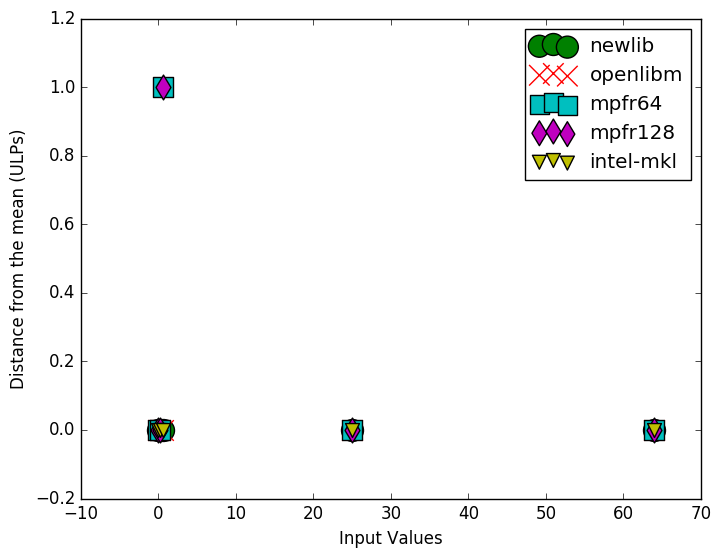 1.2
1.0
0.8
0.6
0.4
0.2
0.0
−0.2
−10
0
10
20
30
40
50
60
70
Input Values
Distance from the mean (ULPs)
newlib
openlibm
mpfr64
mpfr128
intel-mkl